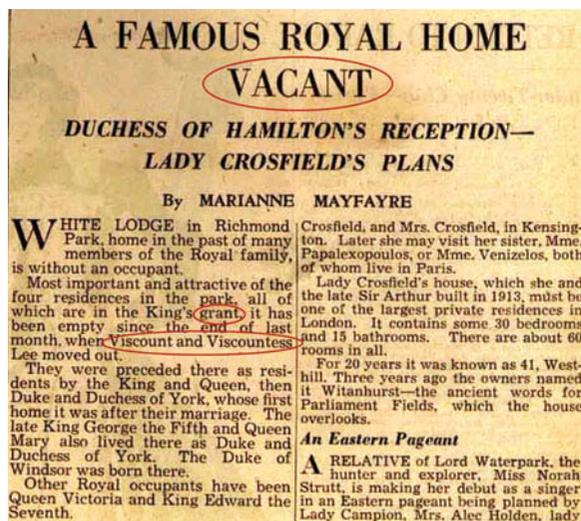 A FAMOUS ROYAL HOME
VACANT
DUCHESS OF HAMILTON'S RECEPTION—
LADY CROSFIELD'S PLANS
By MARIANNE MAYFAYRE
WHITE LODGE in Richmond
Park, home in the past of many
members of the Royal family,
is without an occupant.
Most important and attractive of the
four residences in the park, all of
which are in the King's grant, it has
been empty since the end of last
month, when Viscount and Viscountess
Lee moved out.
They were preceded there as resi-
dents by the King and Queen, then
Duke and Duchess of York, whose first
home it was after their marriage. The
late King George the Fifth and Queen
Mary also lived there as Duke and
Duchess of York. The Duke of
Windsor was born there.
Other Royal occupants have been
Queen Victoria and King Edward the
Seventh.
Crosfield, and Mrs. Crosfield, in Kensing-
ton. Later she may visit her sister, Mme.
Papalexopoulos, or Mme. Venizelos, both
of whom live in Paris.
Lady Crosfield's house, which she and
the late Sir Arthur built in 1913, must be
one of the largest private residences in
London. It contains some 30 bedrooms
and 15 bathrooms. There are about 60
rooms in all.
For 20 years it was known as 41, West-
hill. Three years ago the owners named
it Witanhurst—the ancient words for
Parliament Fields, which the house
overlooks.
An Eastern Pageant
A RELATIVE of Lord Waterpark, the
hunter and explorer, Miss Norah
Strutt, is making her debut as a singer
in an Eastern pageant being planned by
Lady Campion, Mrs. Alec Holden, lady